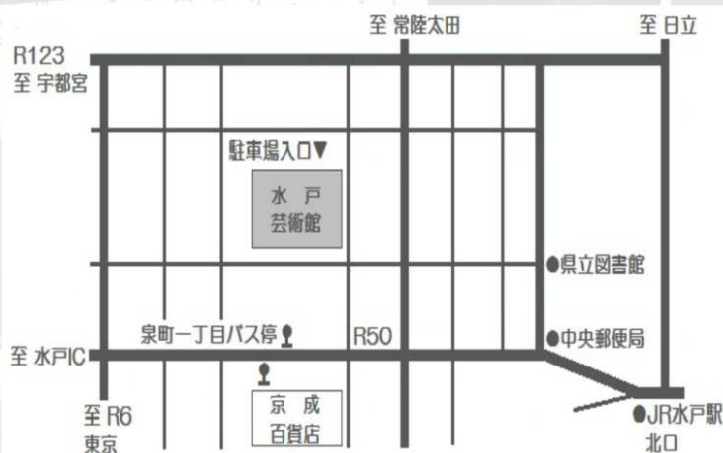 至 常陸太田
至 日立
R123
至 宇都宮
駐車場入口▼
水 戸
芸術館
●県立図書館
泉町一丁目バス停
R50
●中央郵便局
至 水戸IC
京 成
百貨店
至 R6
東京
●JR水戸駅
北口